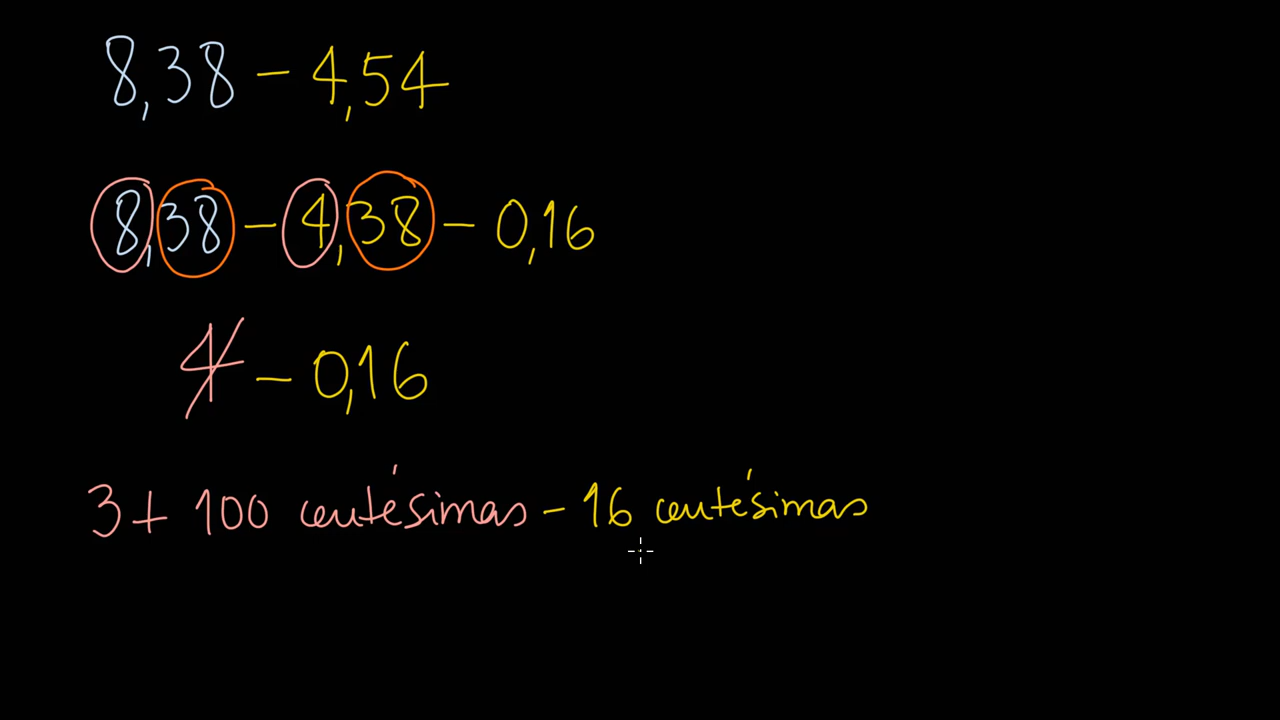 8,38 - 4,54
8,38 - 4,38 - 0,16
4 - 0,16
3 + 100 centésimas - 16 centésimas